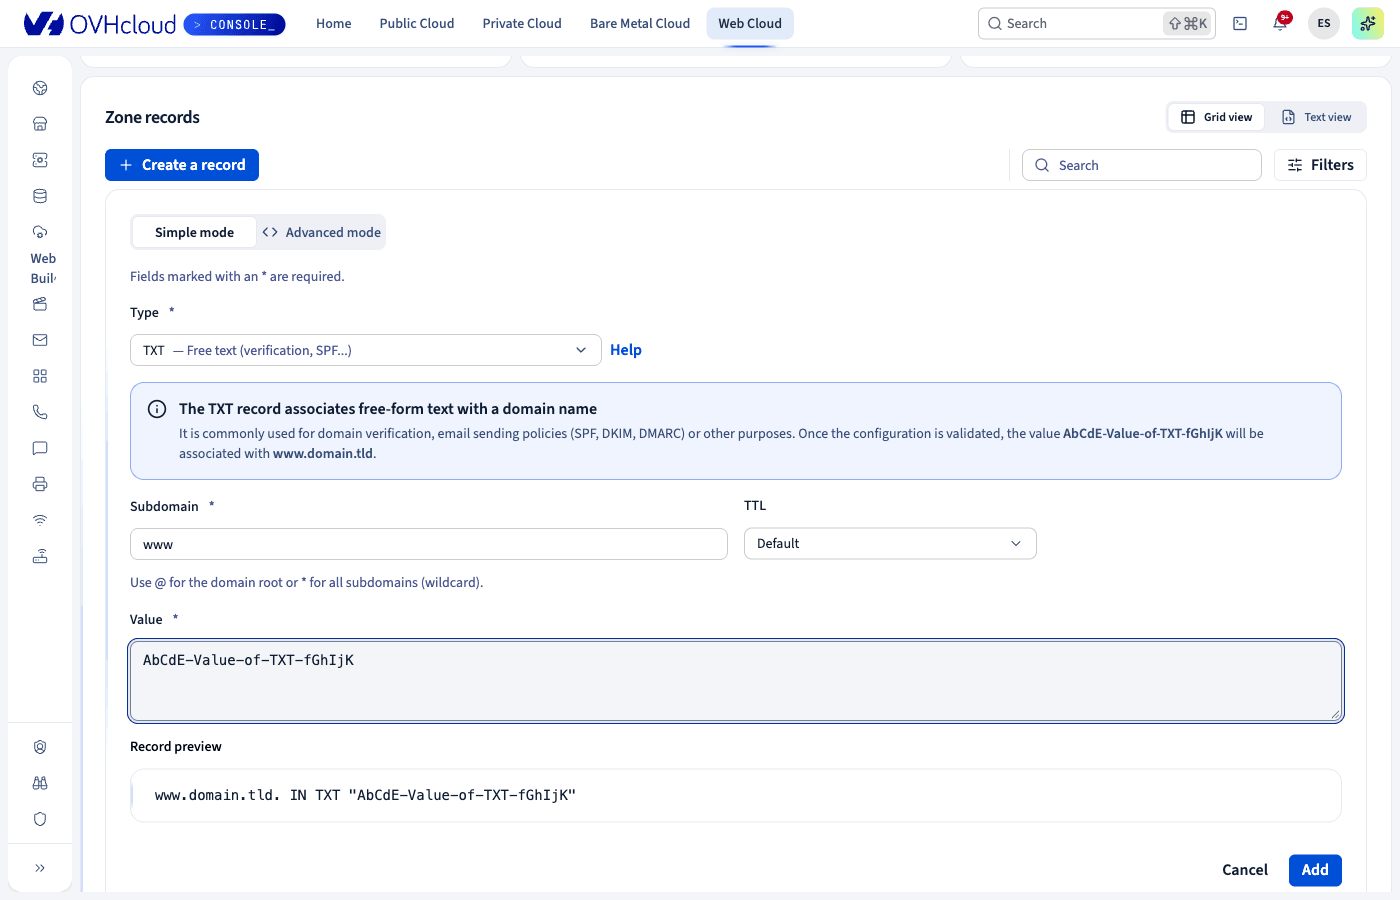 OVHcloud > CONSOLE_ Home Public Cloud Private Cloud Bare Metal Cloud Web Cloud Search ⇧⌘K 9+ ES
Zone records
Grid view Text view
+ Create a record
Search
Filters
Simple mode <> Advanced mode
Web
Fields marked with an * are required.
Type *
TXT — Free text (verification, SPF...)
Help
The TXT record associates free-form text with a domain name
It is commonly used for domain verification, email sending policies (SPF, DKIM, DMARC) or other purposes. Once the configuration is validated, the value AbCdE-Value-of-TXT-fGhIjK will be
associated with www.domain.tld.
Subdomain * TTL
www Default
Use @ for the domain root or * for all subdomains (wildcard).
Value *
AbCdE-Value-of-TXT-fGhIjK
Record preview
www.domain.tld. IN TXT "AbCdE-Value-of-TXT-fGhIjK"
Cancel Add